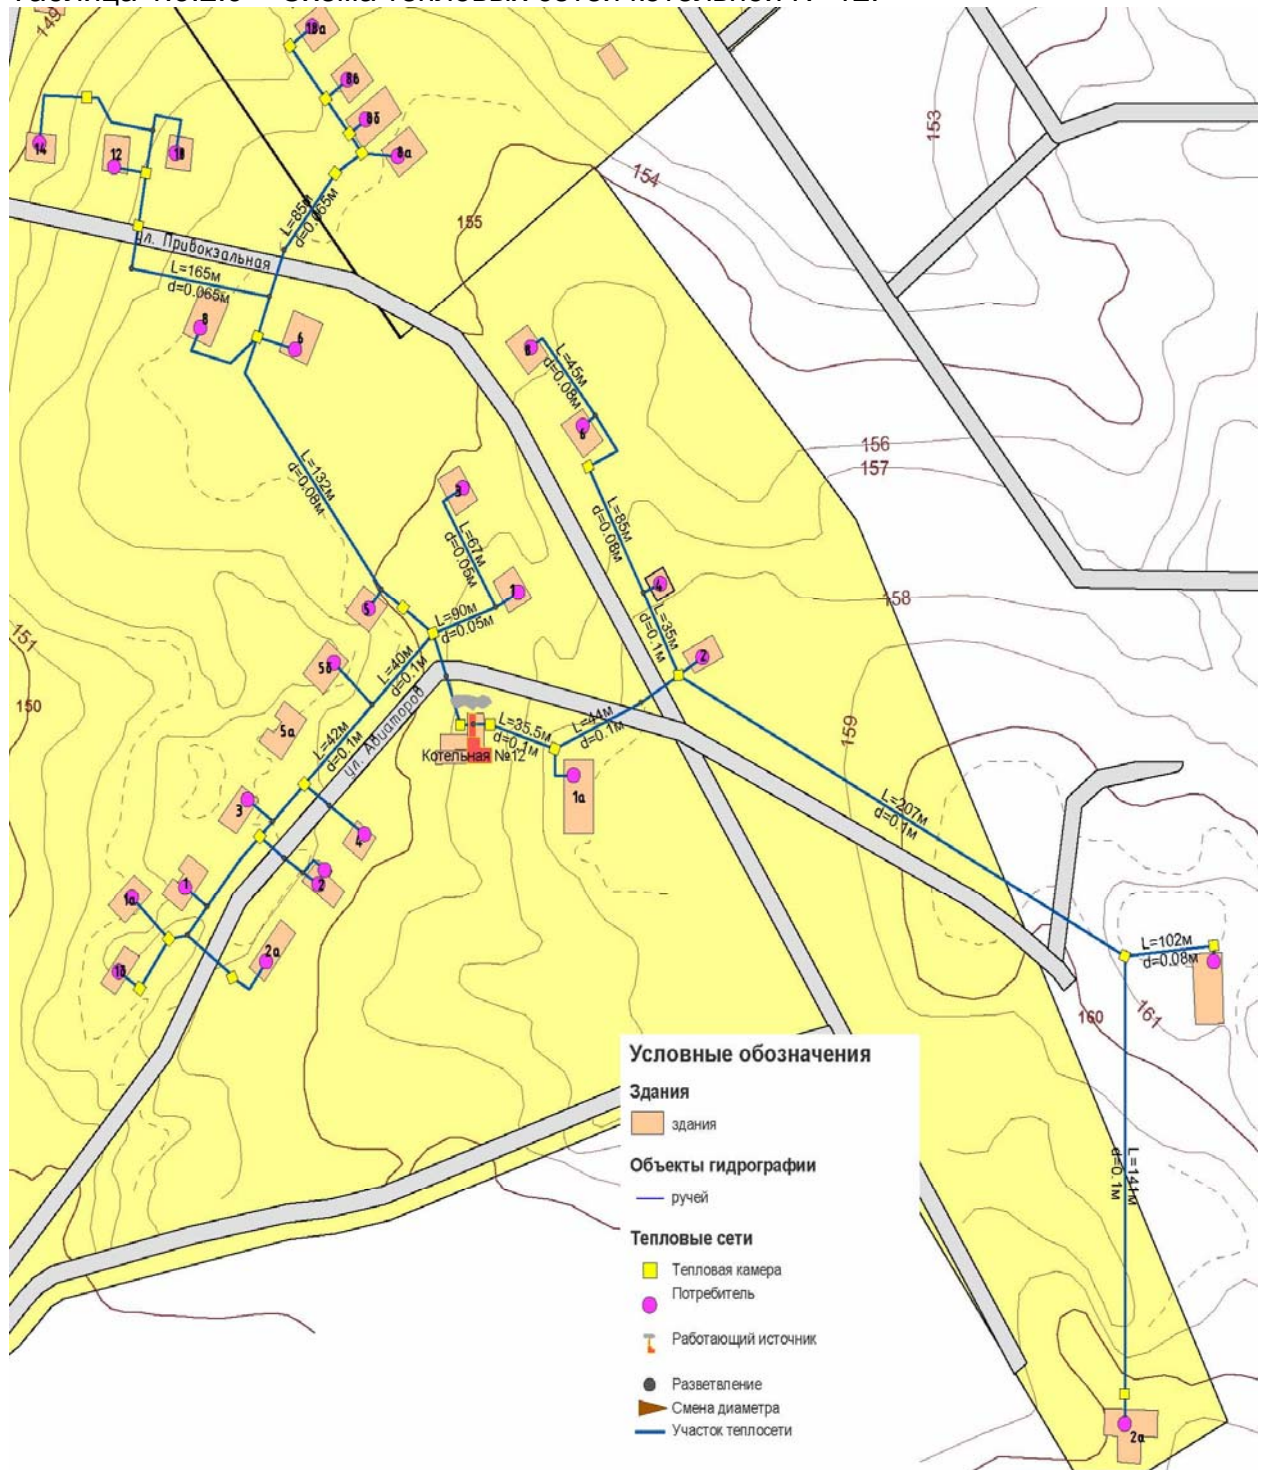 149
18а
8в
8б
8а
14
12
10
153
154
155
L=85м
d=0.065м
ул. Привокзальная
L=165м
d=0.065м
8
6
8
L=45м
d=0.08м
6
156
157
L=132м
d=0.08м
3
L=85м
d=0.08м
L=67м
d=0.05м
1
4
158
5
L=90м
d=0.05м
L=35м
d=0.1м
151
2
5б
L=40м
d=0.1м
150
5а
L=42м
d=0.1м
ул. Авиаторов
L=35.5м
d=0.1м
L=44м
d=0.1м
159
Котельная №12
1а
3
L=207м
d=0.1м
4
2
1
1а
2а
1б
L=102м
d=0.08м
160
161
L=141м
d=0.1м
2а
Условные обозначения
Здания
здания
Объекты гидрографии
ручей
Тепловые сети
Тепловая камера
Потребитель
Работающий источник
Разветвление
Смена диаметра
Участок теплосети